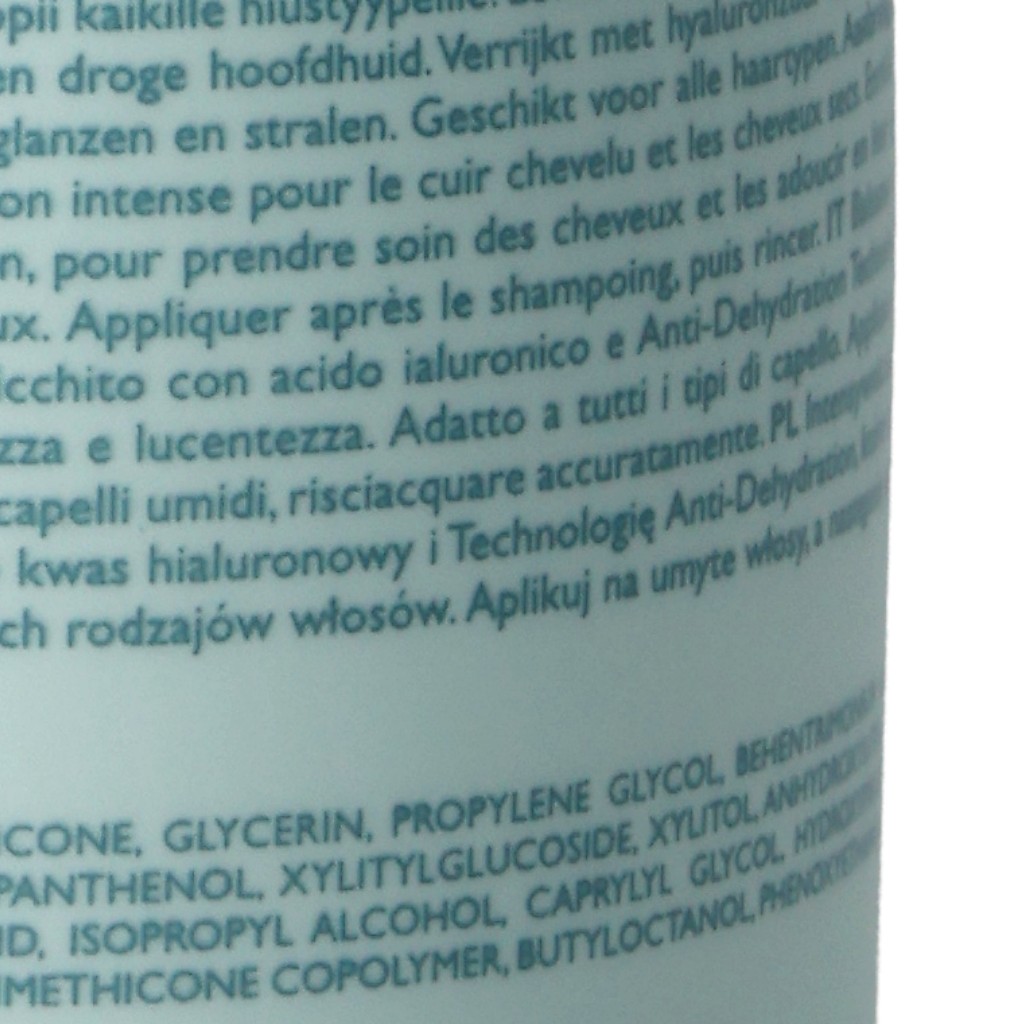 kaikille hiustyypeille.
en droge hoofdhuid. Verrijkt met
glanzen en stralen. Geschikt voor alle haartypen.
on intense pour le cuir chevelu et les cheveux secs.
n, pour prendre soin des cheveux et les adoucir en
ux. Appliquer après le shampoing, puis rincer. IT
icchito con acido ialuronico e Anti-Dehydration
zza e lucentezza. Adatto a tutti i tipi di capello.
capelli umidi, risciacquare accuratamente. PL
kwas hialuronowy i Technologię Anti-Dehydration,
ch rodzajów włosów. Aplikuj na umyte włosy, a
ICONE, GLYCERIN, PROPYLENE GLYCOL,
PANTHENOL, XYLITYLGLUCOSIDE, XYLITOL,
ID, ISOPROPYL ALCOHOL, CAPRYLYL GLYCOL,
IMETHICONE COPOLYMER, BUTYLOCTANOL,